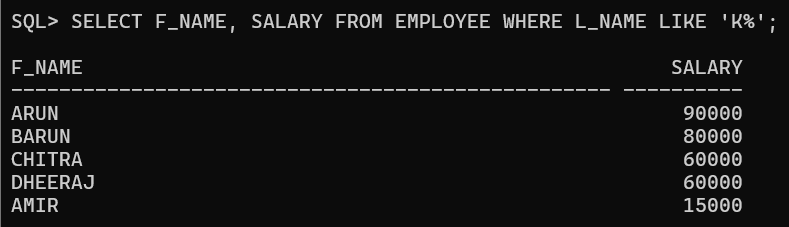 SQL> SELECT F_NAME, SALARY FROM EMPLOYEE WHERE L_NAME LIKE 'K%';
F_NAME SALARY
-------------------------------------------------- ----------
ARUN 90000
BARUN 80000
CHITRA 60000
DHEERAJ 60000
AMIR 15000